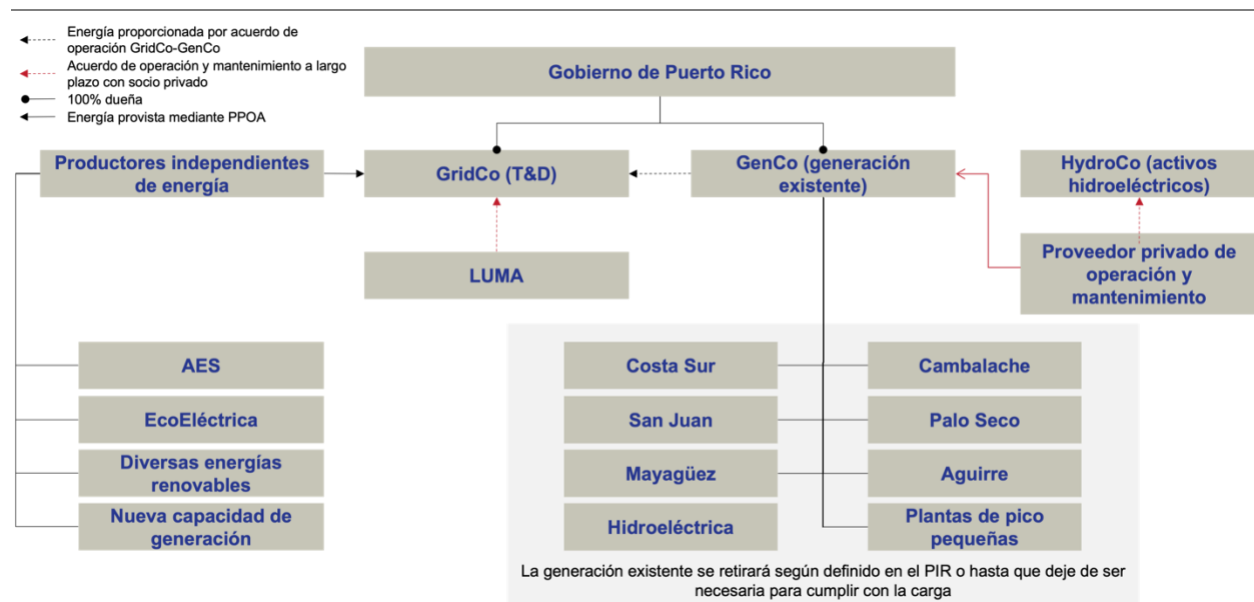 Energía proporcionada por acuerdo de
operación GridCo-GenCo
Acuerdo de operación y mantenimiento a largo
plazo con socio privado
100% dueña
Energía provista mediante PPOA
Gobierno de Puerto Rico
Productores independientes
de energía
GridCo (T&D)
GenCo (generación
existente)
HydroCo (activos
hidroeléctricos)
LUMA
Proveedor privado de
operación y
mantenimiento
AES
EcoEléctrica
Diversas energías
renovables
Nueva capacidad de
generación
Costa Sur
Cambalache
San Juan
Palo Seco
Mayagüez
Aguirre
Hidroeléctrica
Plantas de pico
pequeñas
La generación existente se retirará según definido en el PIR o hasta que deje de ser
necesaria para cumplir con la carga